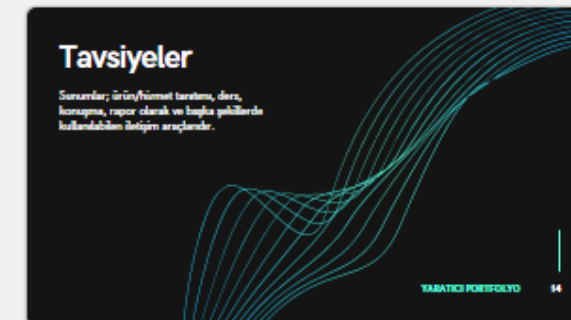 Tavsiyeler
Sunumlar; ürün/hizmet tanıtımı, ders,
konuşma, rapor olarak ve başka şekillerde
kullanılabilen iletişim araçlarıdır.
YARATICI PORTFOLYO 14